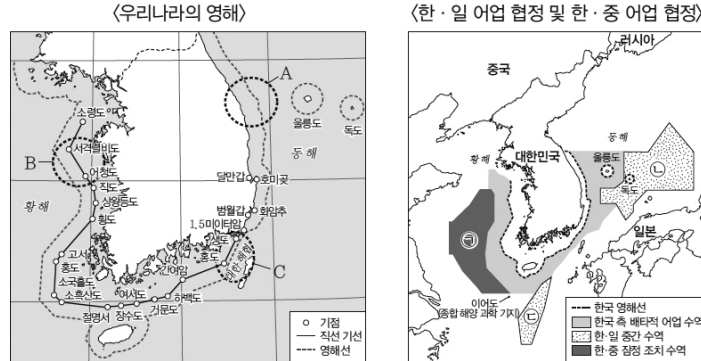 〈우리나라의 영해〉
A
소령도
울릉도
독도
서격렬비도
B
동해
어청도
직도
달만갑
호미곶
상왕등도
황해
횡도
범월갑
화암추
1.5미이터암
생도
고서
홍도
간여암
홍도
대한해협
C
소국흘도
소흑산도
여서도
하백도
절명서
장수도
거문도
기점
직선 기선
영해선
〈한·일 어업 협정 및 한·중 어업 협정〉
러시아
중국
동해
황해
대한민국
울릉도
㉡
독도
㉠
일본
이어도
(종합 해양 과학 기지)
㉢
한국 영해선
한국 측 배타적 어업 수역
한·일 중간 수역
한·중 잠정 조치 수역